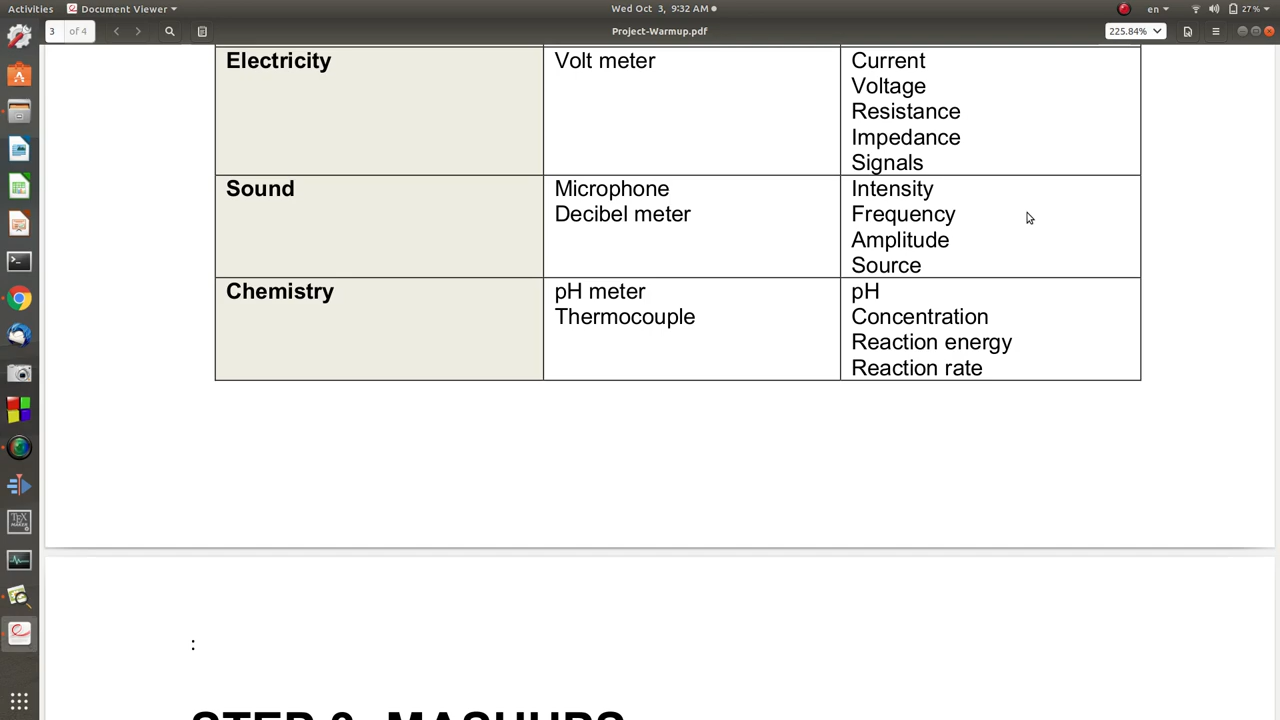 Activities Document Viewer Wed Oct 3, 9:32 AM en 27%
3 of 4 Project-Warmup.pdf 225.84%
Electricity Volt meter Current
Voltage
Resistance
Impedance
Signals
Sound Microphone Intensity
Decibel meter Frequency
Amplitude
Source
Chemistry pH meter pH
Thermocouple Concentration
Reaction energy
Reaction rate
: